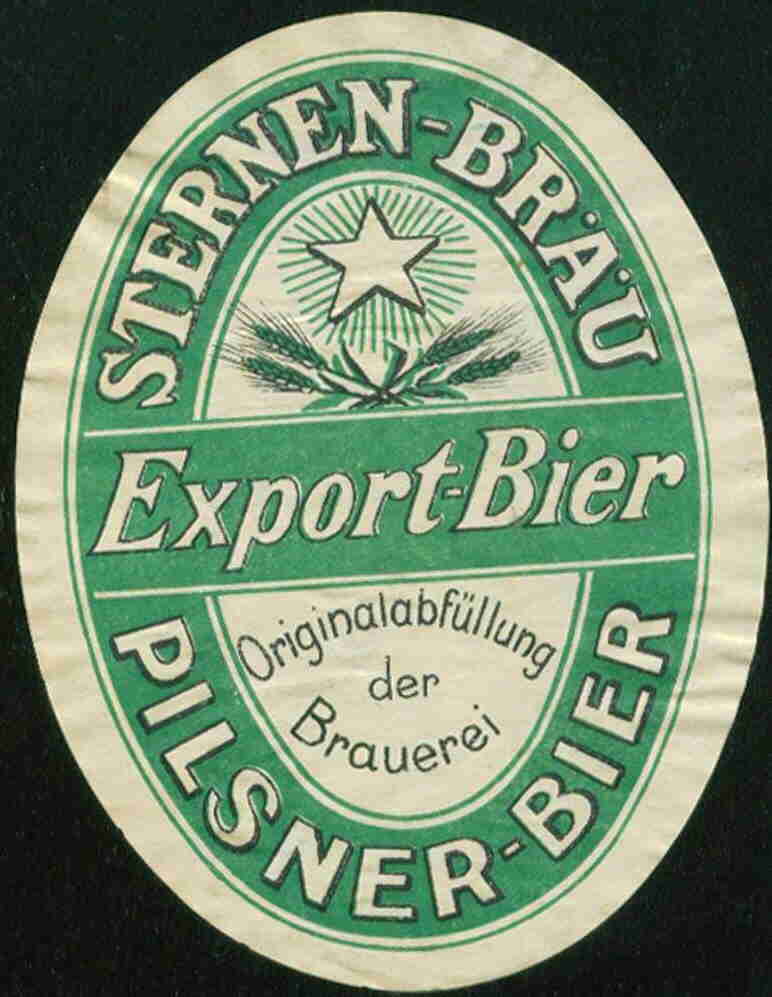 STERNEN-BRÄU
Export-Bier
Originalabfüllung
der
Brauerei
PILSNER-BIER